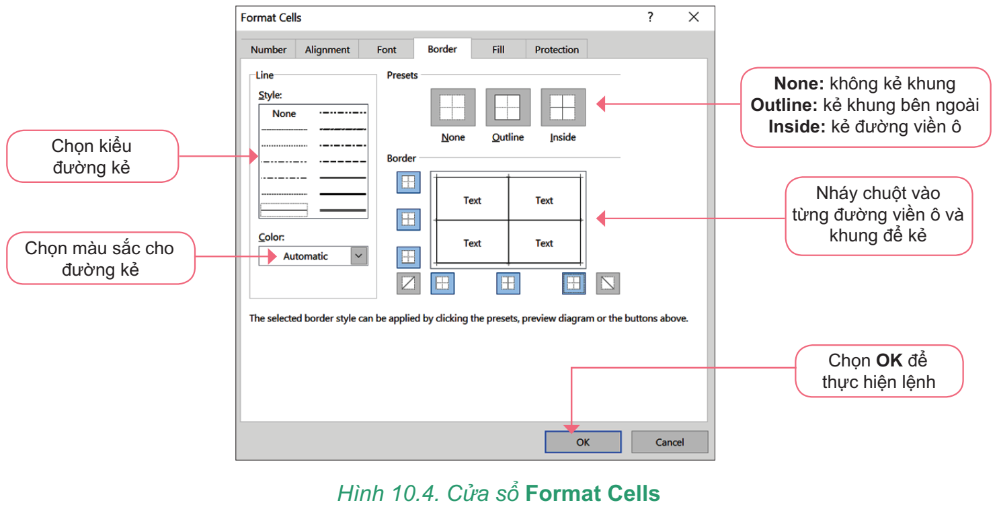 Format Cells
?
Number
Alignment
Font
Border
Fill
Protection
Line
Style:
None
Presets
None
Outline
Inside
Border
Text
Text
Text
Text
Color:
Automatic
The selected border style can be applied by clicking the presets, preview diagram or the buttons above.
OK
Cancel
Chọn kiểu
đường kẻ
Chọn màu sắc cho
đường kẻ
None: không kẻ khung
Outline: kẻ khung bên ngoài
Inside: kẻ đường viền ô
Nháy chuột vào
từng đường viền ô và
khung để kẻ
Chọn OK để
thực hiện lệnh
Hình 10.4. Cửa sổ Format Cells